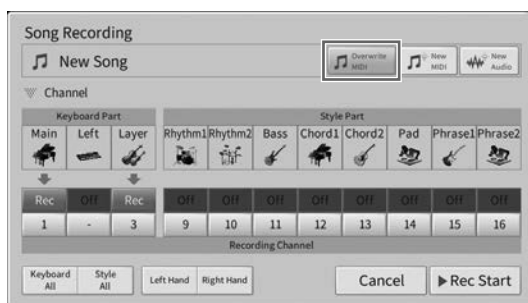 Song Recording
New Song
Overwrite MIDI
New MIDI
New Audio
Channel
Keyboard Part
Style Part
Main Left Layer Rhythm1 Rhythm2 Bass Chord1 Chord2 Pad Phrase1 Phrase2
Rec Off Rec Off Off Off Off Off Off Off Off
1 - 3 9 10 11 12 13 14 15 16
Recording Channel
Keyboard All
Style All
Left Hand
Right Hand
Cancel
Rec Start